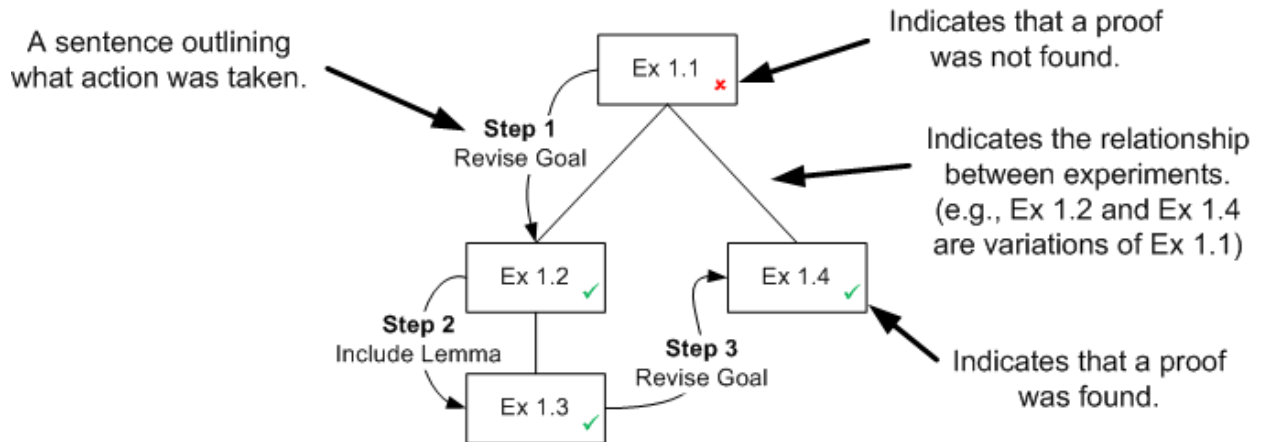 A sentence outlining
what action was taken.
Ex 1.1
Indicates that a proof
was not found.
Step 1
Revise Goal
Indicates the relationship
between experiments.
(e.g., Ex 1.2 and Ex 1.4
are variations of Ex 1.1)
Ex 1.2
Ex 1.4
Step 2
Include Lemma
Step 3
Revise Goal
Indicates that a proof
was found.
Ex 1.3